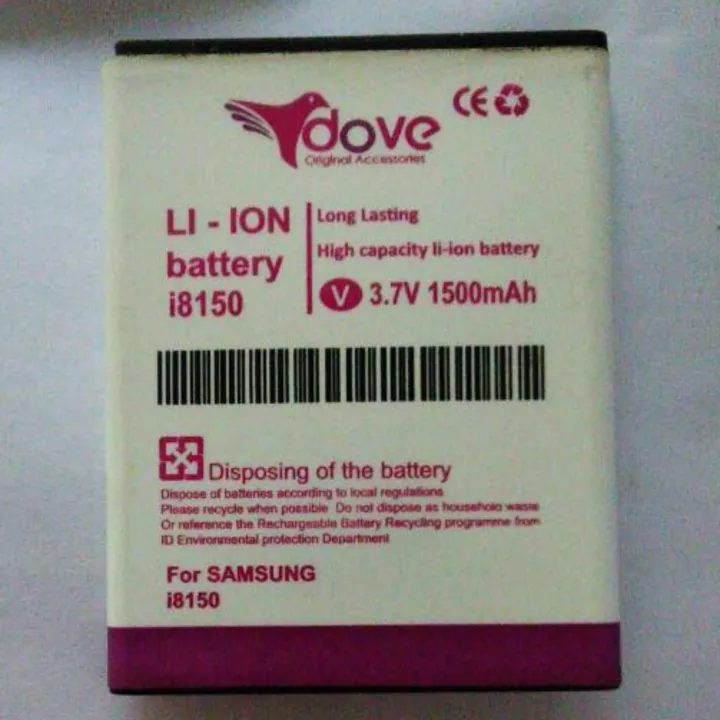 dove
Original Accessories
CE
LI - ION
battery
i8150
Long Lasting
High capacity li-ion battery
V 3.7V 1500mAh
Disposing of the battery
Dispose of batteries according to local regulations
Please recycle when possible Do not dispose as household waste
Or reference the Rechargeable Battery Recycling programme from
ID Environmental protection Department
For SAMSUNG
i8150